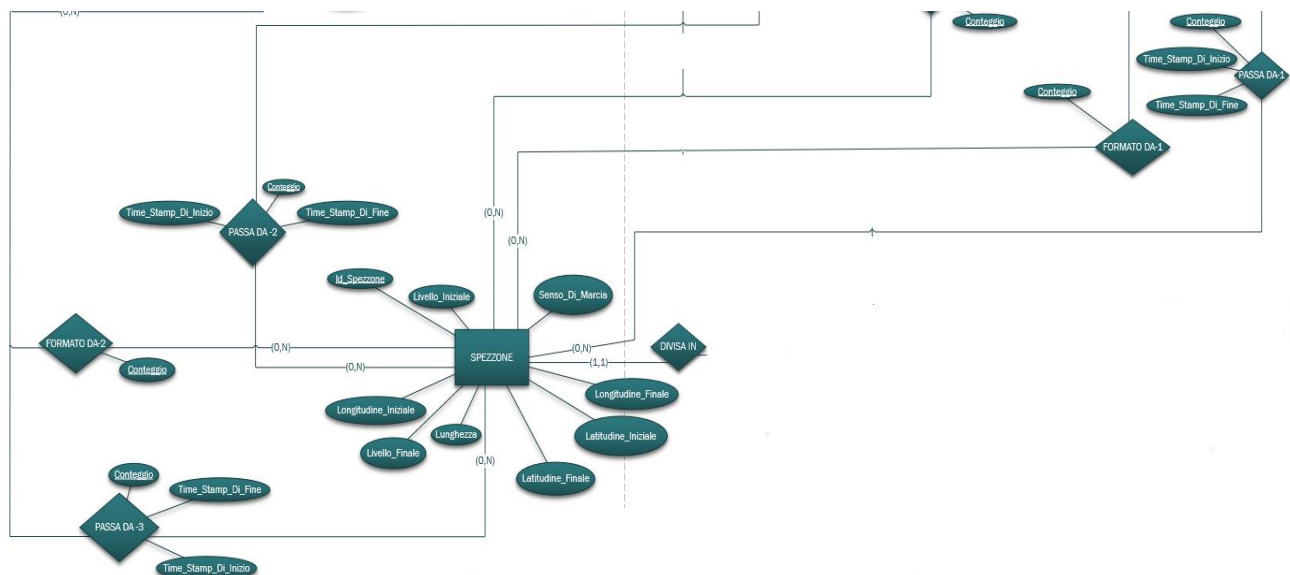 (0,N)
Conteggio
Conteggio
Time_Stamp_Di_Inizio
PASSA DA-1
Time_Stamp_Di_Fine
Conteggio
FORMATO DA-1
Conteggio
Time_Stamp_Di_Inizio
Time_Stamp_Di_Fine
PASSA DA -2
(0,N)
(0,N)
Id_Spezzone
Livello_Iniziale
Senso_Di_Marcia
FORMATO DA-2
(0,N)
Conteggio
(0,N)
SPEZZONE
(0,N)
(1,1)
DIVISA IN
Longitudine_Iniziale
Longitudine_Finale
Lunghezza
Latitudine_Iniziale
Livello_Finale
(0,N)
Latitudine_Finale
Conteggio
Time_Stamp_Di_Fine
PASSA DA -3
Time_Stamp_Di_Inizio